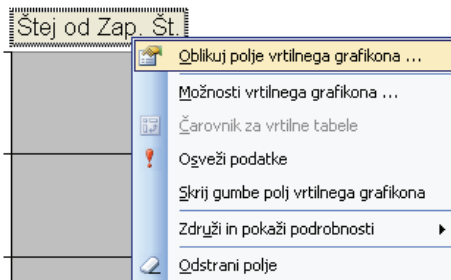 Štej od Zap. Št.
Oblikuj polje vrtilnega grafikona ...
Možnosti vrtilnega grafikona ...
Čarovnik za vrtilne tabele
Osveži podatke
Skrij gumbe polj vrtilnega grafikona
Združi in pokaži podrobnosti
Odstrani polje